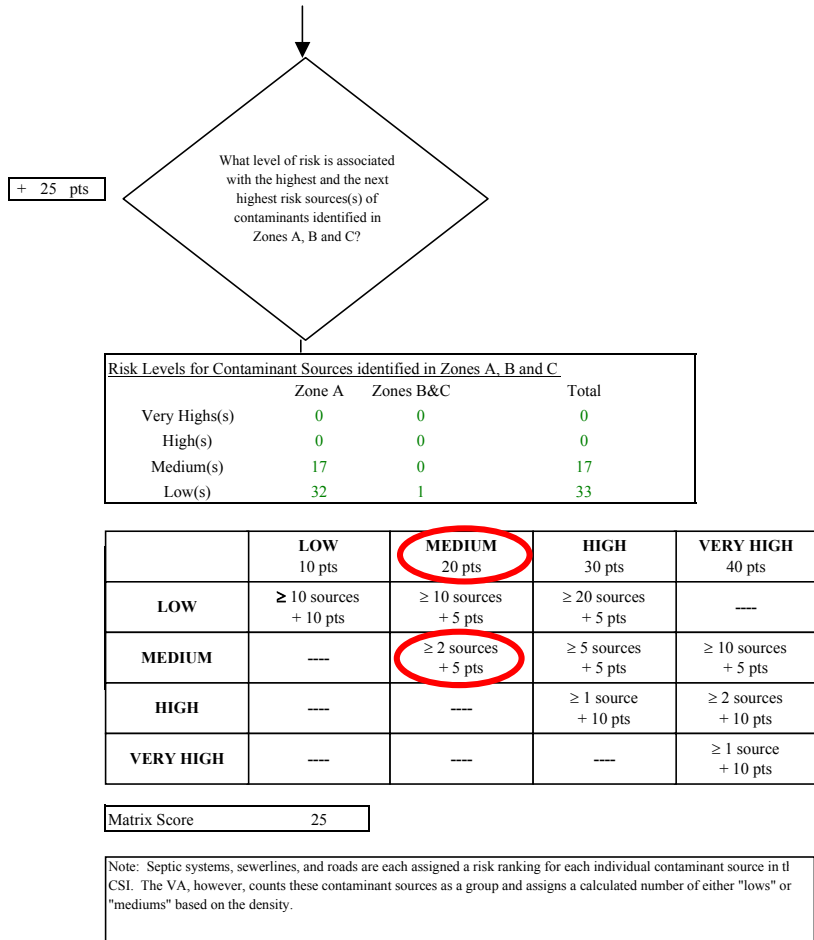 What level of risk is associated
with the highest and the next
highest risk sources(s) of
contaminants identified in
Zones A, B and C?
+ 25 pts
Risk Levels for Contaminant Sources identified in Zones A, B and C
Zone A Zones B&C Total
Very Highs(s) 0 0 0
High(s) 0 0 0
Medium(s) 17 0 17
Low(s) 32 1 33
LOW MEDIUM HIGH VERY HIGH
10 pts 20 pts 30 pts 40 pts
LOW ≥ 10 sources ≥ 10 sources ≥ 20 sources ----
+ 10 pts + 5 pts + 5 pts
MEDIUM ---- ≥ 2 sources ≥ 5 sources ≥ 10 sources
+ 5 pts + 5 pts + 5 pts
HIGH ---- ---- ≥ 1 source ≥ 2 sources
+ 10 pts + 10 pts
VERY HIGH ---- ---- ---- ≥ 1 source
+ 10 pts
Matrix Score 25
Note: Septic systems, sewerlines, and roads are each assigned a risk ranking for each individual contaminant source in
CSI. The VA, however, counts these contaminant sources as a group and assigns a calculated number of either "lows" or
"mediums" based on the density.